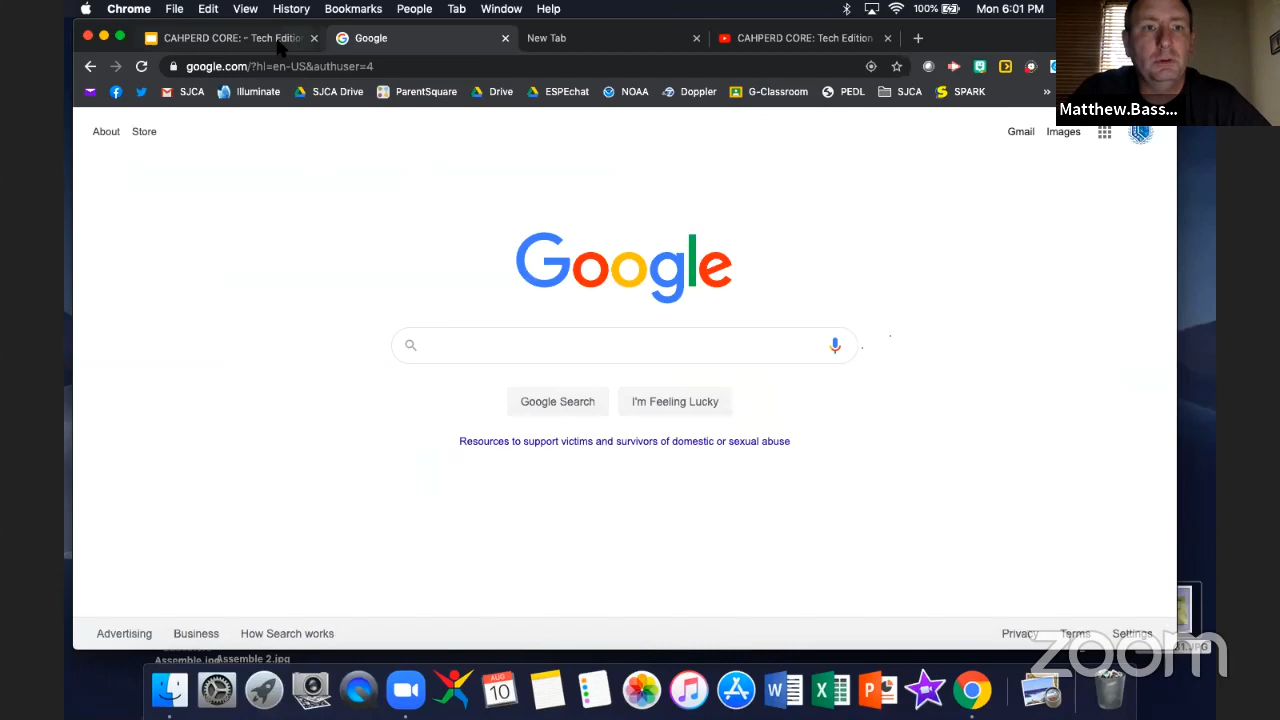 Chrome File Edit View History Bookmarks People Tab Window Help 100% Mon 6:01 PM
CAHPERD CORE: - Tech Edition Google New Tab CAHPERD CORE: Tech Edition
google.com/?hl=en-US&authuser=4
SJCA Illuminate SJCA Drive ParentSquare Drive ESPEchat NOAA Doppler G-Classroom PEDL SJCA SPARK »
Matthew.Bass...
About Store Gmail Images
Google
Google Search I'm Feeling Lucky
Resources to support victims and survivors of domestic or sexual abuse
Advertising Business How Search works Privacy Terms Settings
Assemble.jpg Assemble 2.jpg
zoom
AUG
10